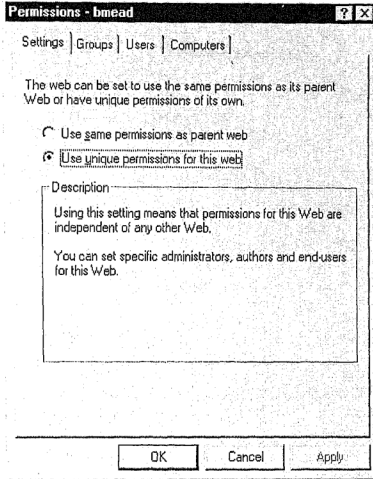 Permissions - bmead
? X
Settings Groups Users Computers
The web can be set to use the same permissions as its parent
Web or have unique permissions of its own.
Use same permissions as parent web
Use unique permissions for this web
Description
Using this setting means that permissions for this Web are
independent of any other Web.
You can set specific administrators, authors and end-users
for this Web.
OK Cancel Apply